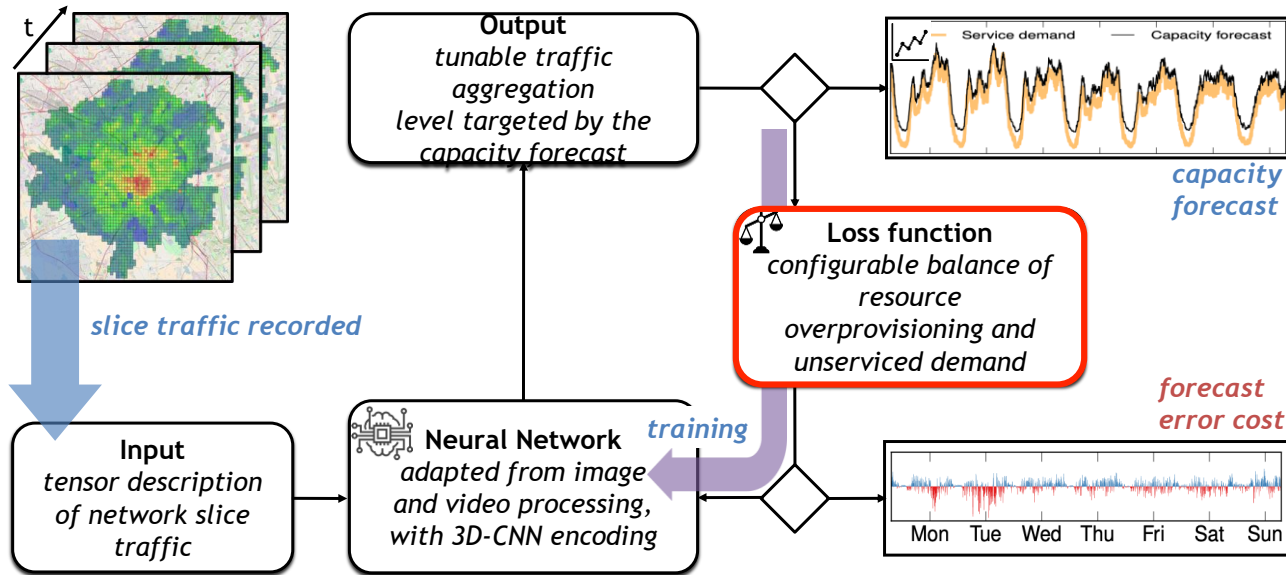 t
slice traffic recorded
Input
tensor description
of network slice
traffic
Output
tunable traffic
aggregation
level targeted by the
capacity forecast
Neural Network
adapted from image
and video processing,
with 3D-CNN encoding
training
Loss function
configurable balance of
resource
overprovisioning and
unserviced demand
Service demand
Capacity forecast
capacity
forecast
forecast
error cost
Mon Tue Wed Thu Fri Sat Sun